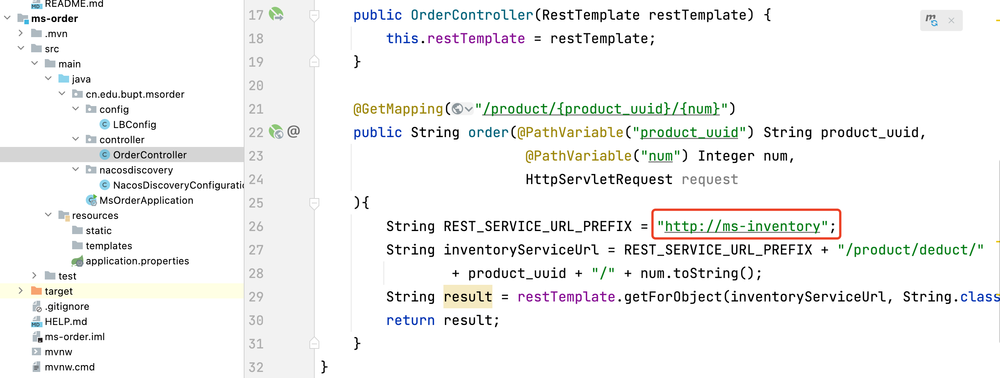 README.md
ms-order
.mvn
src
main
java
cn.edu.bupt.msorder
config
LBConfig
controller
OrderController
nacosdiscovery
NacosDiscoveryConfiguratio
MsOrderApplication
resources
static
templates
application.properties
test
target
.gitignore
HELP.md
ms-order.iml
mvnw
mvnw.cmd
17 public OrderController(RestTemplate restTemplate) {
18 this.restTemplate = restTemplate;
19 }
20
21 @GetMapping("/product/{product_uuid}/{num}")
22 @ public String order(@PathVariable("product_uuid") String product_uuid,
23 @PathVariable("num") Integer num,
24 HttpServletRequest request
25 ){
26 String REST_SERVICE_URL_PREFIX = "http://ms-inventory";
27 String inventoryServiceUrl = REST_SERVICE_URL_PREFIX + "/product/deduct/"
28 + product_uuid + "/" + num.toString();
29 String result = restTemplate.getForObject(inventoryServiceUrl, String.class
30 return result;
31 }
32 }